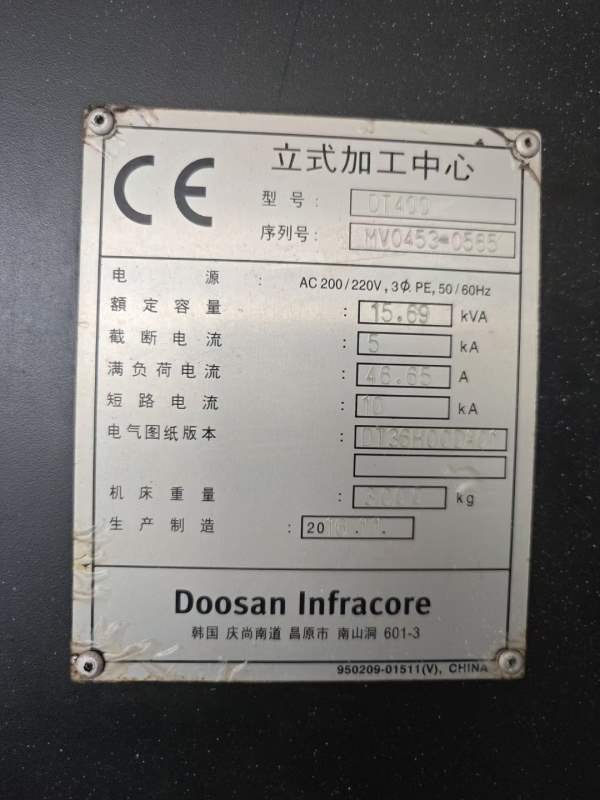 CE
立式加工中心
型 号 : DT400
序列号 : MV0453-0585
电 源 : AC 200/220V, 3Φ, PE, 50/60Hz
額 定 容 量 : 15.69 kVA
截 断 电 流 : 5 kA
满 负 荷 电 流 : 46.65 A
短 路 电 流 : 10 kA
电气图纸版本 :
机 床 重 量 : kg
生 产 制 造 :
Doosan Infracore
韩国 庆尚南道 昌原市 南山洞 601-3
950209-01511(V), CHINA